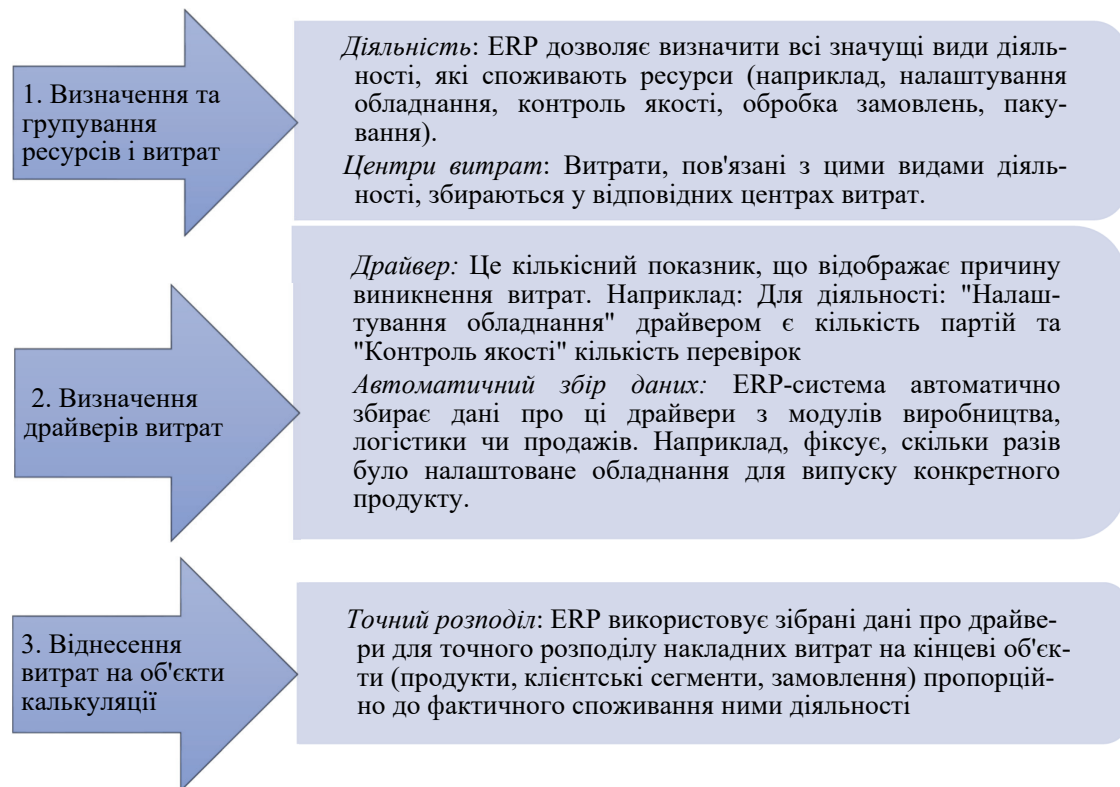 1. Визначення та
групування
ресурсів і витрат
Діяльність: ERP дозволяє визначити всі значущі види діяль-
ності, які споживають ресурси (наприклад, налаштування
обладнання, контроль якості, обробка замовлень, паку-
вання).
Центри витрат: Витрати, пов'язані з цими видами діяль-
ності, збираються у відповідних центрах витрат.
2. Визначення
драйверів витрат
Драйвер: Це кількісний показник, що відображає причину
виникнення витрат. Наприклад: Для діяльності: "Налаш-
тування обладнання" драйвером є кількість партій та
"Контроль якості" кількість перевірок
Автоматичний збір даних: ERP-система автоматично
збирає дані про ці драйвери з модулів виробництва,
логістики чи продажів. Наприклад, фіксує, скільки разів
було налаштоване обладнання для випуску конкретного
продукту.
3. Віднесення
витрат на об'єкти
калькуляції
Точний розподіл: ERP використовує зібрані дані про драйве-
ри для точного розподілу накладних витрат на кінцеві об'єк-
ти (продукти, клієнтські сегменти, замовлення) пропорцій-
но до фактичного споживання ними діяльності